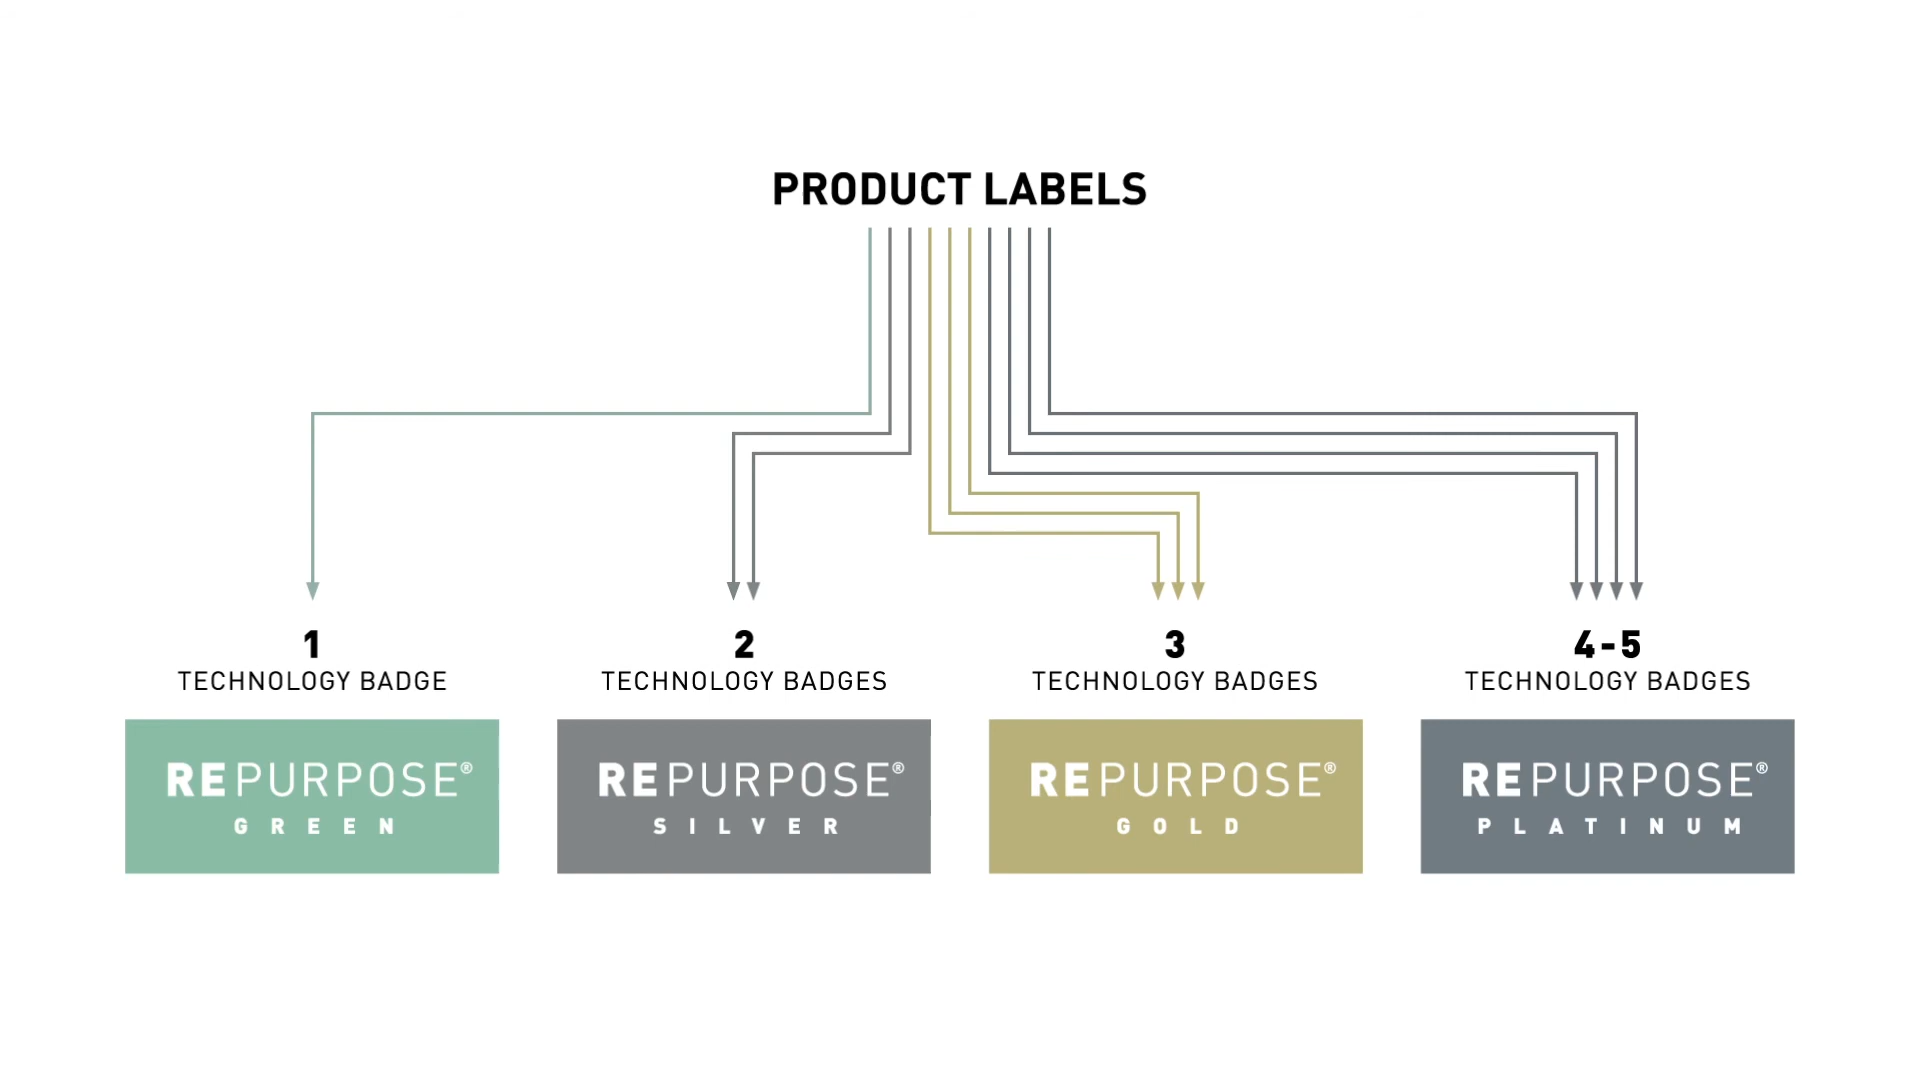 PRODUCT LABELS
1
TECHNOLOGY BADGE
REPURPOSE®
GREEN
2
TECHNOLOGY BADGES
REPURPOSE®
SILVER
3
TECHNOLOGY BADGES
REPURPOSE®
GOLD
4-5
TECHNOLOGY BADGES
REPURPOSE®
PLATINUM